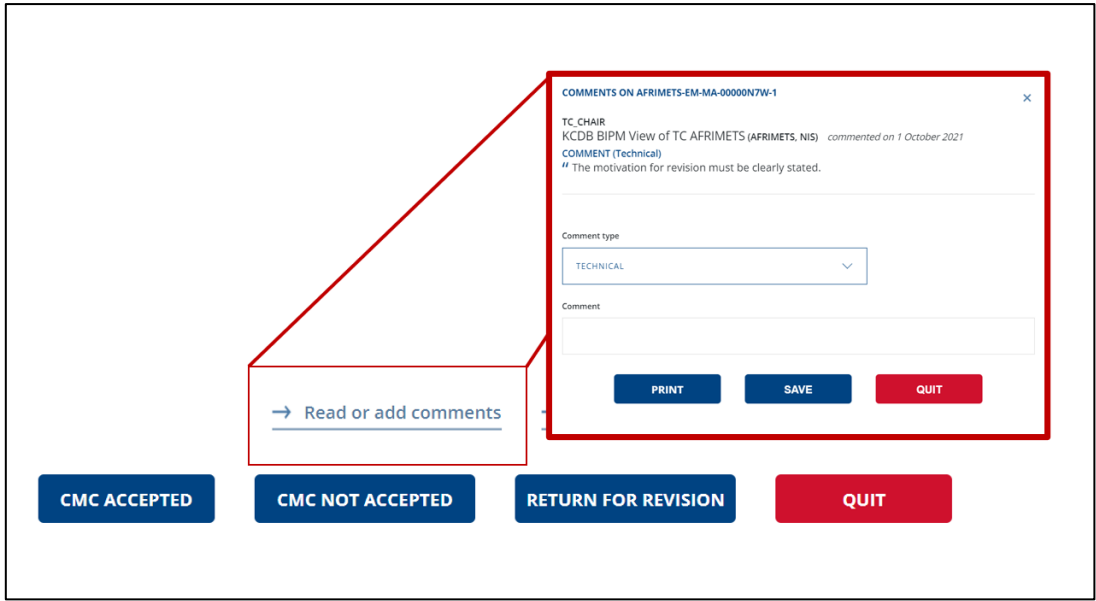 COMMENTS ON AFRIMETS-EM-MA-00000N7W-1
×
TC_CHAIR
KCDB BIPM View of TC AFRIMETS (AFRIMETS, NIS) commented on 1 October 2021
COMMENT (Technical)
“ The motivation for revision must be clearly stated.
Comment type
TECHNICAL
Comment
PRINT SAVE QUIT
→ Read or add comments
CMC ACCEPTED CMC NOT ACCEPTED RETURN FOR REVISION QUIT